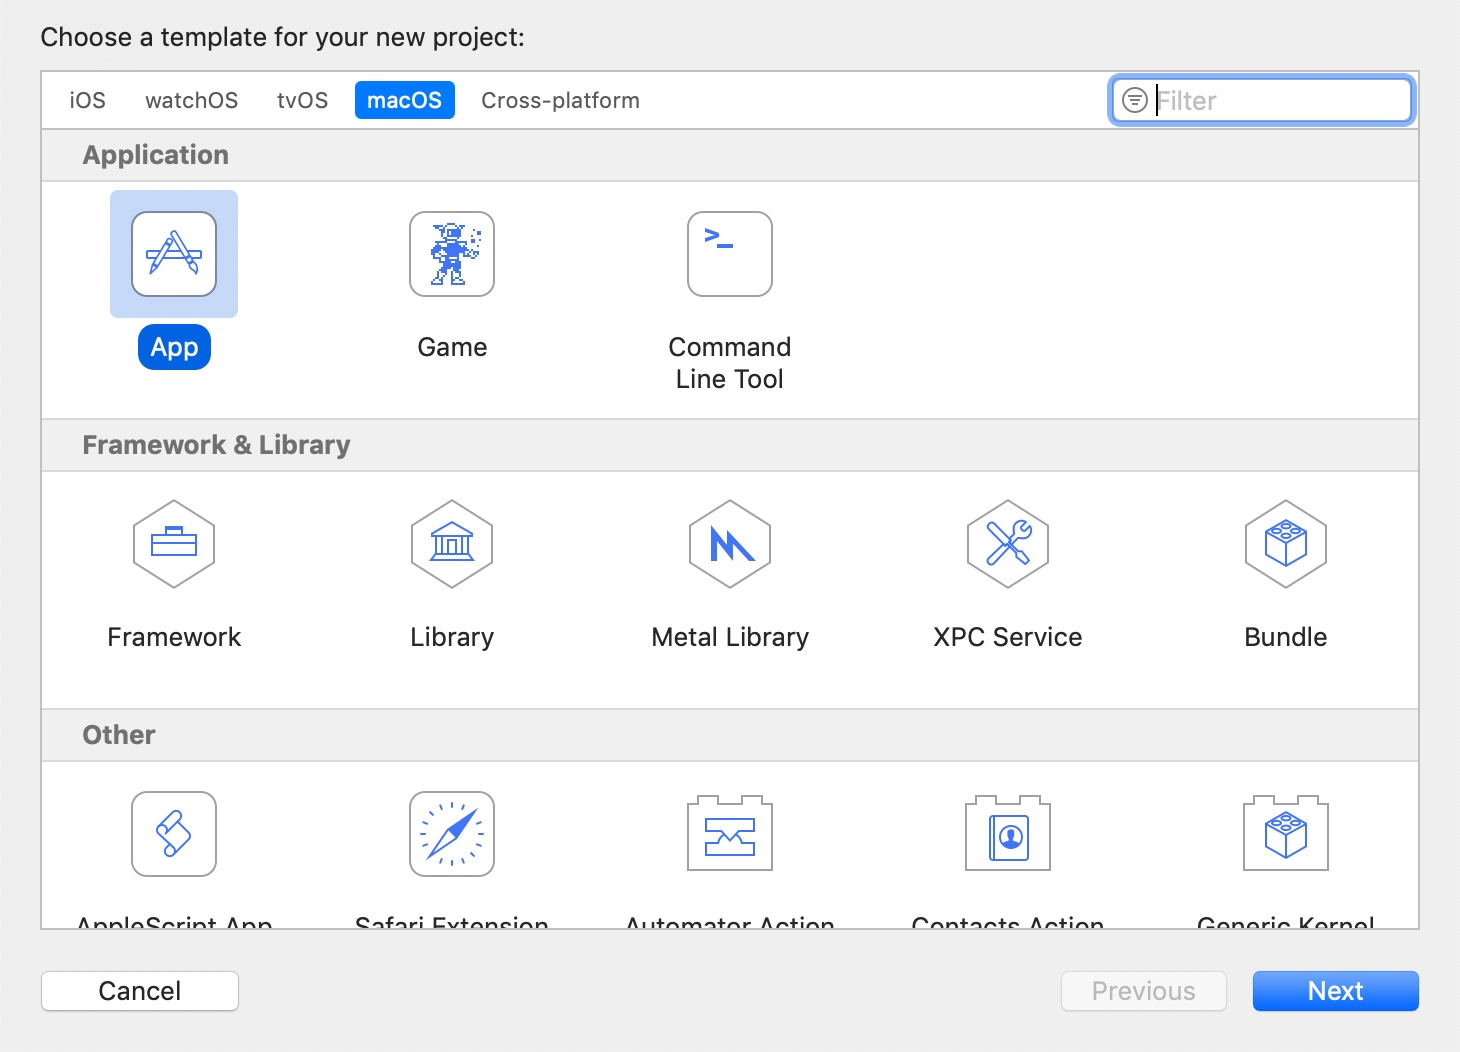 Choose a template for your new project:
iOS watchOS tvOS macOS Cross-platform Filter
Application
App Game Command
Line Tool
Framework & Library
Framework Library Metal Library XPC Service Bundle
Other
AppleScript App Safari Extension Automator Action Contacts Action Generic Kernel
Cancel Previous Next